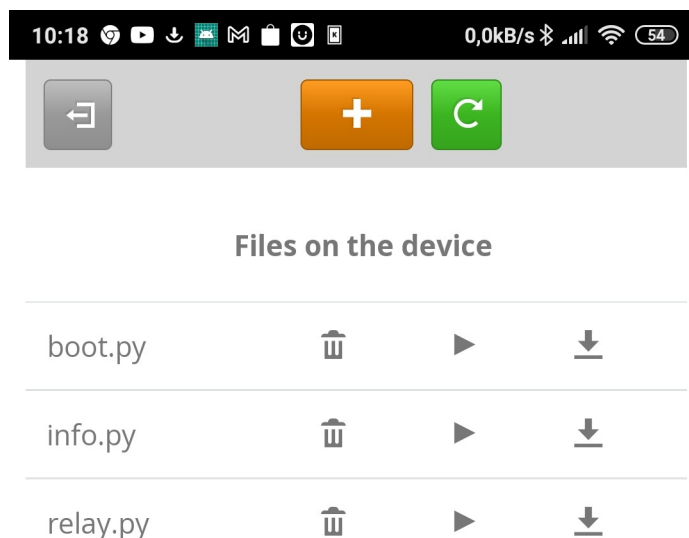 10:18 0,0kB/s 54
Files on the device
boot.py
info.py
relay.py